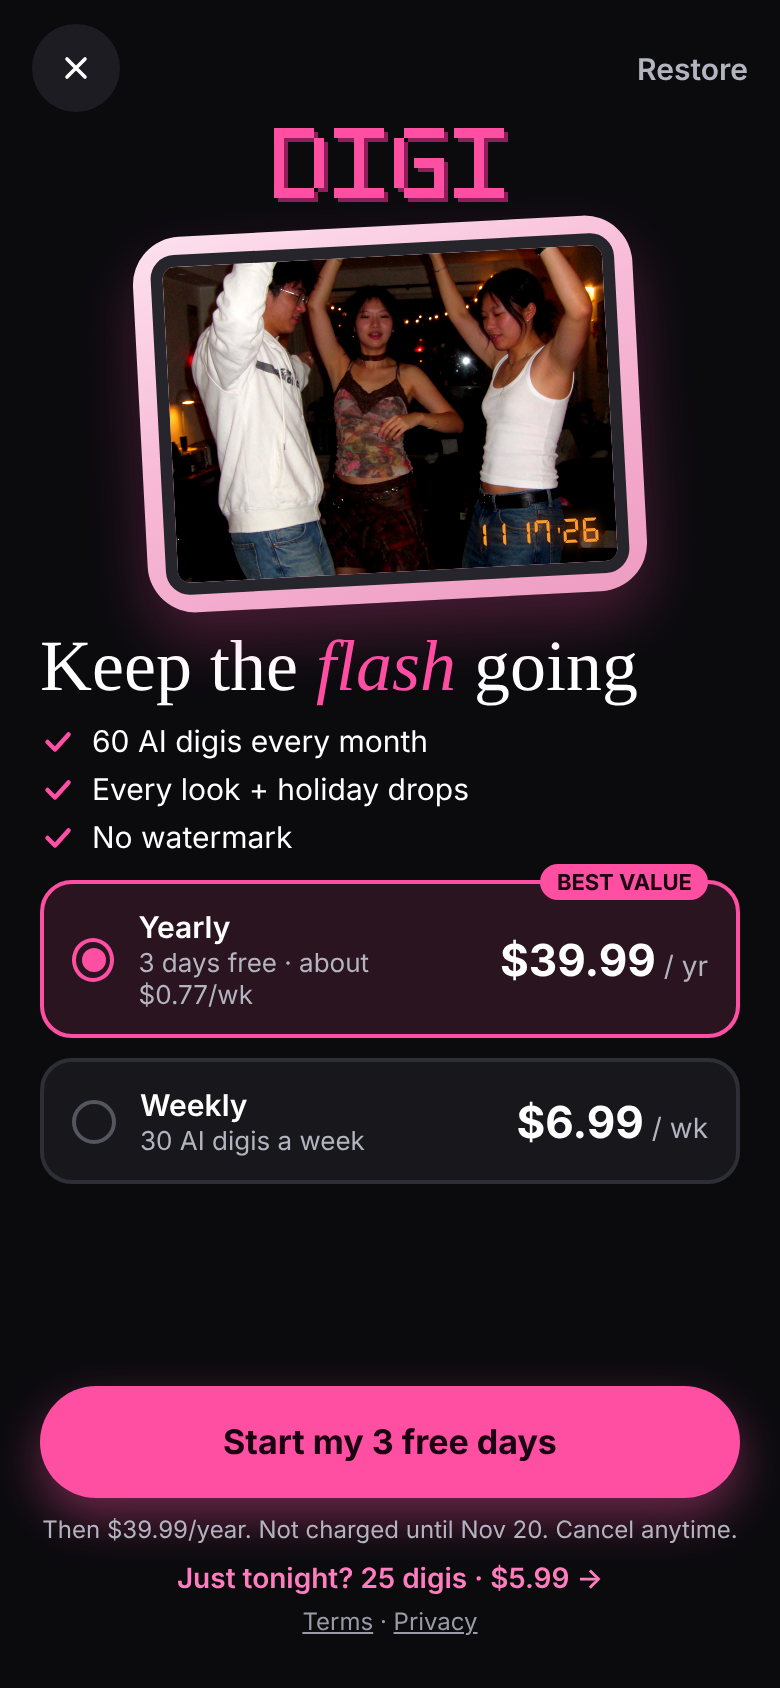 Restore
DIGI
11 17 '26
Keep the flash going
60 AI digis every month
Every look + holiday drops
No watermark
BEST VALUE
Yearly
3 days free · about
$0.77/wk
$39.99 / yr
Weekly
30 AI digis a week
$6.99 / wk
Start my 3 free days
Then $39.99/year. Not charged until Nov 20. Cancel anytime.
Just tonight? 25 digis · $5.99 →
Terms · Privacy